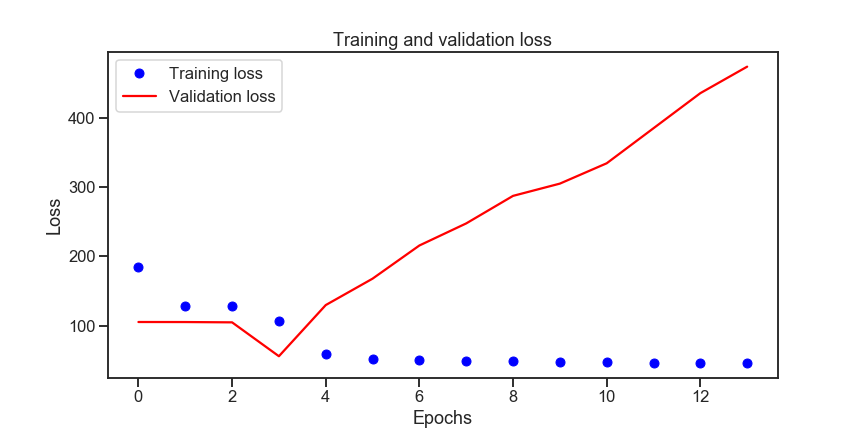 Training and validation loss
Training loss
Validation loss
400
300
200
100
Loss
0 2 4 6 8 10 12
Epochs